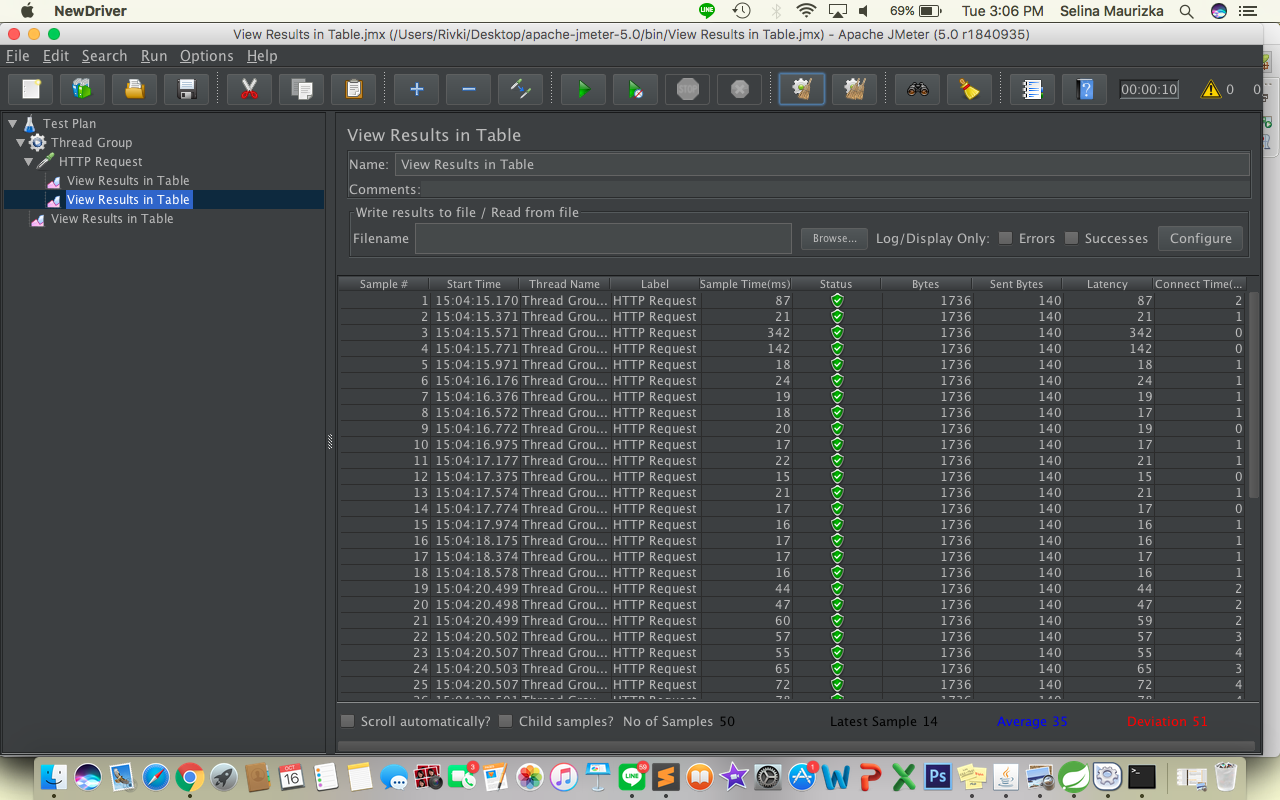 NewDriver 69% Tue 3:06 PM Selina Maurizka
View Results in Table.jmx (/Users/Rivki/Desktop/apache-jmeter-5.0/bin/View Results in Table.jmx) - Apache JMeter (5.0 r1840935)
File Edit Search Run Options Help
STOP 00:00:10 0 0
Test Plan
Thread Group
HTTP Request
View Results in Table
View Results in Table
View Results in Table
View Results in Table
Name: View Results in Table
Comments:
Write results to file / Read from file
Filename Browse... Log/Display Only: Errors Successes Configure
Sample # Start Time Thread Name Label Sample Time(ms) Status Bytes Sent Bytes Latency Connect Time(...
1 15:04:15.170 Thread Grou... HTTP Request 87 1736 140 87 2
2 15:04:15.371 Thread Grou... HTTP Request 21 1736 140 21 1
3 15:04:15.571 Thread Grou... HTTP Request 342 1736 140 342 0
4 15:04:15.771 Thread Grou... HTTP Request 142 1736 140 142 0
5 15:04:15.971 Thread Grou... HTTP Request 18 1736 140 18 1
6 15:04:16.176 Thread Grou... HTTP Request 24 1736 140 24 1
7 15:04:16.376 Thread Grou... HTTP Request 19 1736 140 19 1
8 15:04:16.572 Thread Grou... HTTP Request 18 1736 140 17 1
9 15:04:16.772 Thread Grou... HTTP Request 20 1736 140 19 0
10 15:04:16.975 Thread Grou... HTTP Request 17 1736 140 17 1
11 15:04:17.177 Thread Grou... HTTP Request 22 1736 140 21 1
12 15:04:17.375 Thread Grou... HTTP Request 15 1736 140 15 0
13 15:04:17.574 Thread Grou... HTTP Request 21 1736 140 21 1
14 15:04:17.774 Thread Grou... HTTP Request 17 1736 140 17 0
15 15:04:17.974 Thread Grou... HTTP Request 16 1736 140 16 1
16 15:04:18.175 Thread Grou... HTTP Request 17 1736 140 16 1
17 15:04:18.374 Thread Grou... HTTP Request 17 1736 140 17 1
18 15:04:18.578 Thread Grou... HTTP Request 16 1736 140 16 1
19 15:04:20.499 Thread Grou... HTTP Request 44 1736 140 44 2
20 15:04:20.498 Thread Grou... HTTP Request 47 1736 140 47 2
21 15:04:20.499 Thread Grou... HTTP Request 60 1736 140 59 2
22 15:04:20.502 Thread Grou... HTTP Request 57 1736 140 57 3
23 15:04:20.507 Thread Grou... HTTP Request 55 1736 140 55 4
24 15:04:20.503 Thread Grou... HTTP Request 65 1736 140 65 3
25 15:04:20.507 Thread Grou... HTTP Request 72 1736 140 72 4
Scroll automatically? Child samples? No of Samples 50 Latest Sample 14 Average 35 Deviation 51
OCT 16 3 LINE 1 W P X Ps